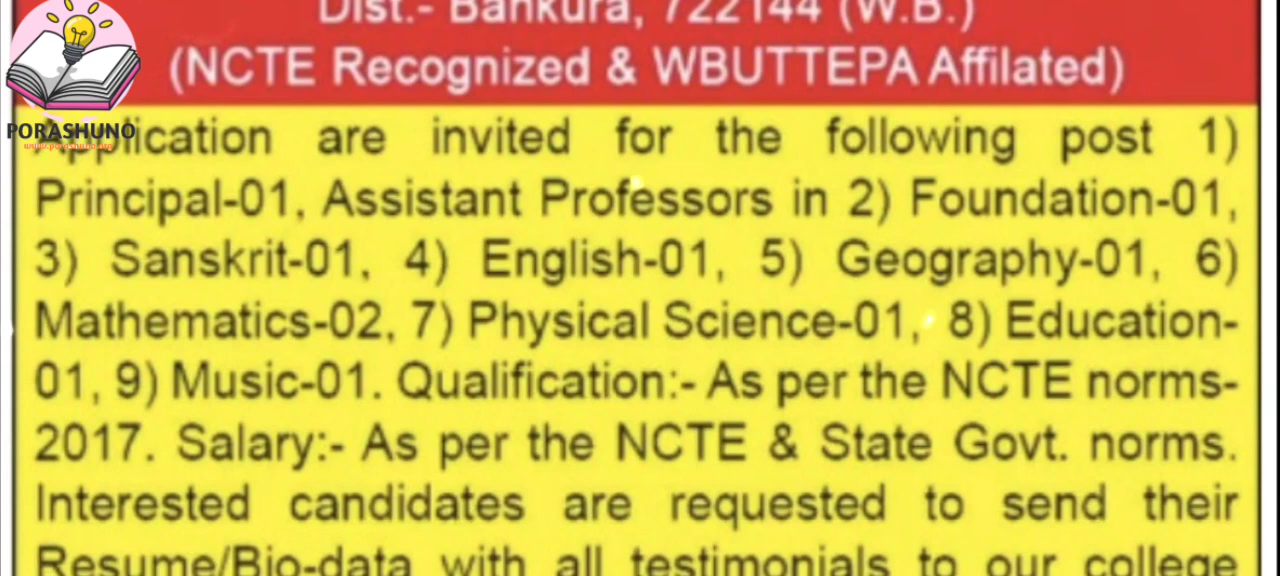 Dist.- Bankura, 722144 (W.B.)
(NCTE Recognized & WBUTTEPA Affilated)
PORASHUNO
Application are invited for the following post 1)
Principal-01, Assistant Professors in 2) Foundation-01,
3) Sanskrit-01, 4) English-01, 5) Geography-01, 6)
Mathematics-02, 7) Physical Science-01, 8) Education-
01, 9) Music-01. Qualification:- As per the NCTE norms-
2017. Salary:- As per the NCTE & State Govt. norms.
Interested candidates are requested to send their
Resume/Bio-data with all testimonials to our college